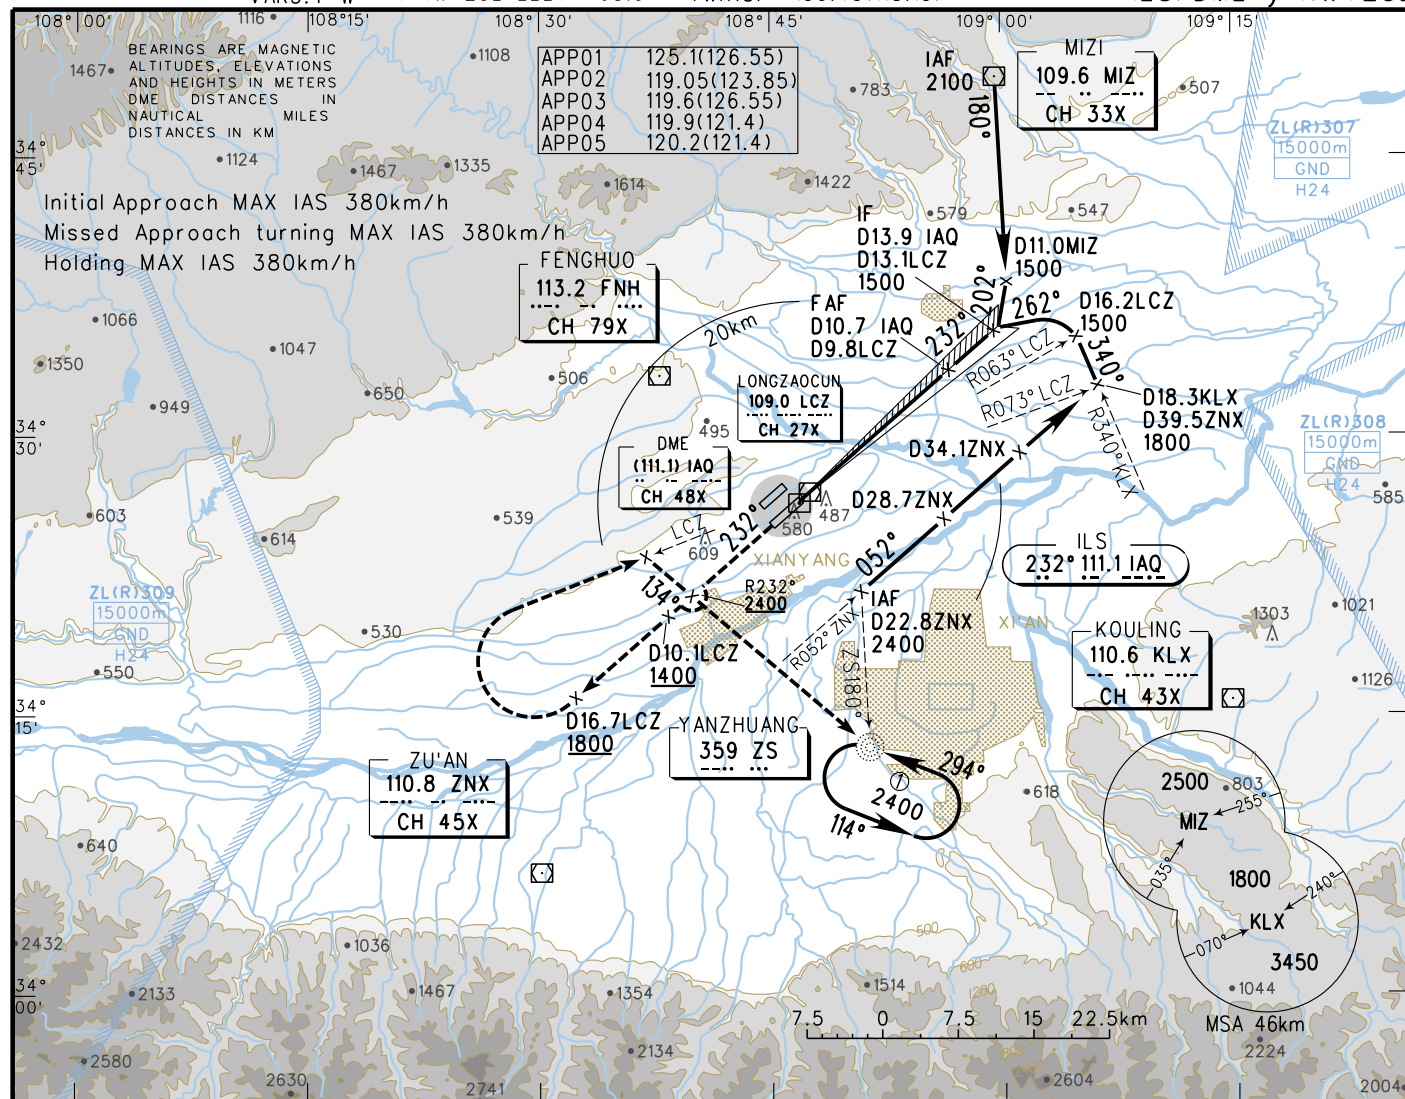 108° 15'
108° 30'
108° 45'
109° 00'
109° 15'
BEARINGS ARE MAGNETIC
ALTITUDES, ELEVATIONS
AND HEIGHTS IN METERS
DME DISTANCES IN
NAUTICAL MILES
DISTANCES IN KM
APP01 125.1(126.55)
APP02 119.05(123.85)
APP03 119.6(126.55)
APP04 119.9(121.4)
APP05 120.2(121.4)
1116
1108
1467
1124
1467
1335
1614
1422
783
507
579
547
IAF
2100
180°
MIZI
109.6 MIZ
CH 33X
ZL(R)307
15000m
GND
H24
34°
45'
Initial Approach MAX IAS 380km/h
Missed Approach turning MAX IAS 380km/h
Holding MAX IAS 380km/h
FENGHUO
113.2 FNH
CH 79X
IF
D13.9 IAQ
D13.1LCZ
1500
D11.0MIZ
1500
202°
262°
D16.2LCZ
1500
FAF
D10.7 IAQ
D9.8LCZ
232°
20km
340°
R063° LCZ
R073° LCZ
R340° KLX
D18.3KLX
D39.5ZNX
1800
1066
1350
1047
949
650
506
495
LONGZAOCUN
109.0 LCZ
CH 27X
DME
(111.1) IAQ
CH 48X
D34.1ZNX
D28.7ZNX
ZL(R)308
15000m
GND
H24
585
34°
30'
603
614
539
609
580
487
LCZ
232°
XIANYANG
052°
ILS
232° 111.1 IAQ
ZL(R)309
15000m
GND
H24
134°
R232°
2400
IAF
D22.8ZNX
2400
R052° ZNX
XI'AN
1303
1021
1126
530
550
D10.1LCZ
1400
ZS180°
KOULING
110.6 KLX
CH 43X
34°
15'
D16.7LCZ
1800
YANZHUANG
359 ZS
ZU'AN
110.8 ZNX
CH 45X
294°
1
2400
114°
618
803
2500
MIZ
255°
035°
1800
240°
KLX
070°
3450
MSA 46km
640
2432
1036
2133
1467
1354
1514
1044
500
600
1200
34°
00'
7.5 0 7.5 15 22.5km
2580
2630
2741
2134
2604
2224
2004